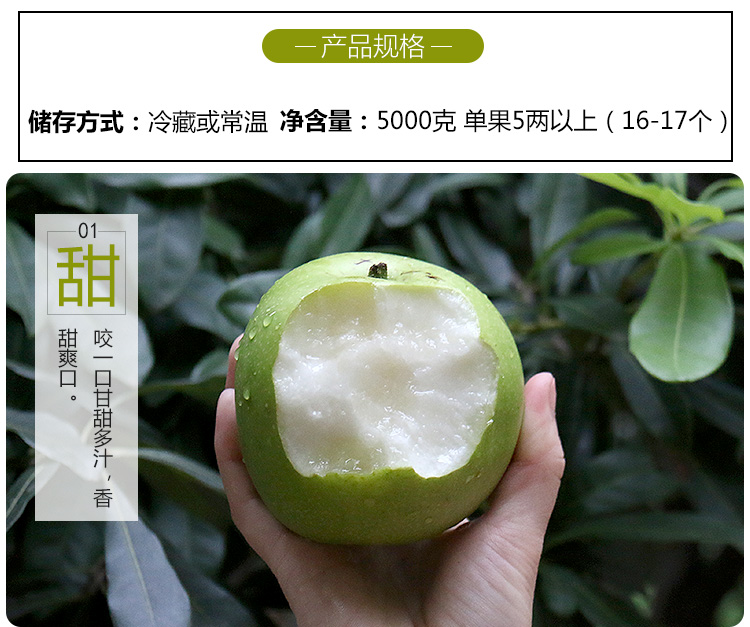 产品规格
储存方式：冷藏或常温 净含量：5000克 单果5两以上（16-17个）
01
甜
咬一口甘甜多汁，香
甜爽口。